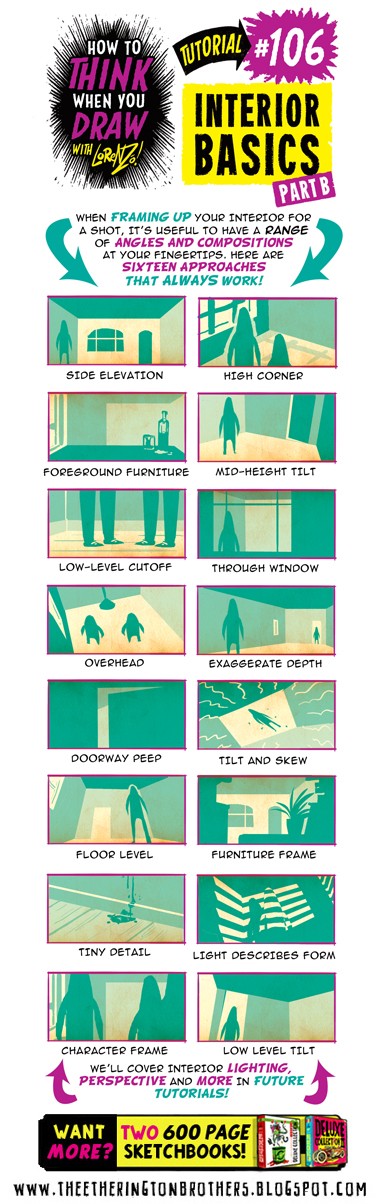 HOW TO
THINK
WHEN YOU
DRAW
WITH LORENZO!
TUTORIAL
#106
INTERIOR
BASICS
PART B
WHEN FRAMING UP YOUR INTERIOR FOR
A SHOT, IT'S USEFUL TO HAVE A RANGE
OF ANGLES AND COMPOSITIONS
AT YOUR FINGERTIPS. HERE ARE
SIXTEEN APPROACHES
THAT ALWAYS WORK!
SIDE ELEVATION
HIGH CORNER
FOREGROUND FURNITURE
MID-HEIGHT TILT
LOW-LEVEL CUTOFF
THROUGH WINDOW
OVERHEAD
EXAGGERATE DEPTH
DOORWAY PEEP
TILT AND SKEW
FLOOR LEVEL
FURNITURE FRAME
TINY DETAIL
LIGHT DESCRIBES FORM
CHARACTER FRAME
LOW LEVEL TILT
WE'LL COVER INTERIOR LIGHTING,
PERSPECTIVE AND MORE IN FUTURE
TUTORIALS!
WANT
MORE?
TWO 600 PAGE
SKETCHBOOKS!
DELUXE
COLLECTION
WWW.THEETHERINGTONBROTHERS.BLOGSPOT.COM